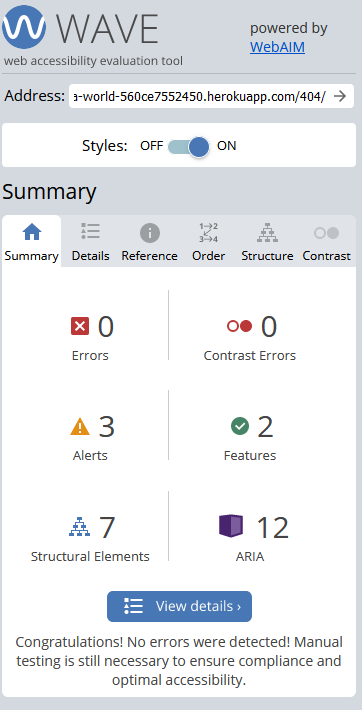 WAVE
web accessibility evaluation tool
powered by
WebAIM
Address: a-world-560ce7552450.herokuapp.com/404/
Styles: OFF ON
Summary
Summary Details Reference Order Structure Contrast
0
Errors
0
Contrast Errors
3
Alerts
2
Features
7
Structural Elements
12
ARIA
View details ›
Congratulations! No errors were detected! Manual
testing is still necessary to ensure compliance and
optimal accessibility.